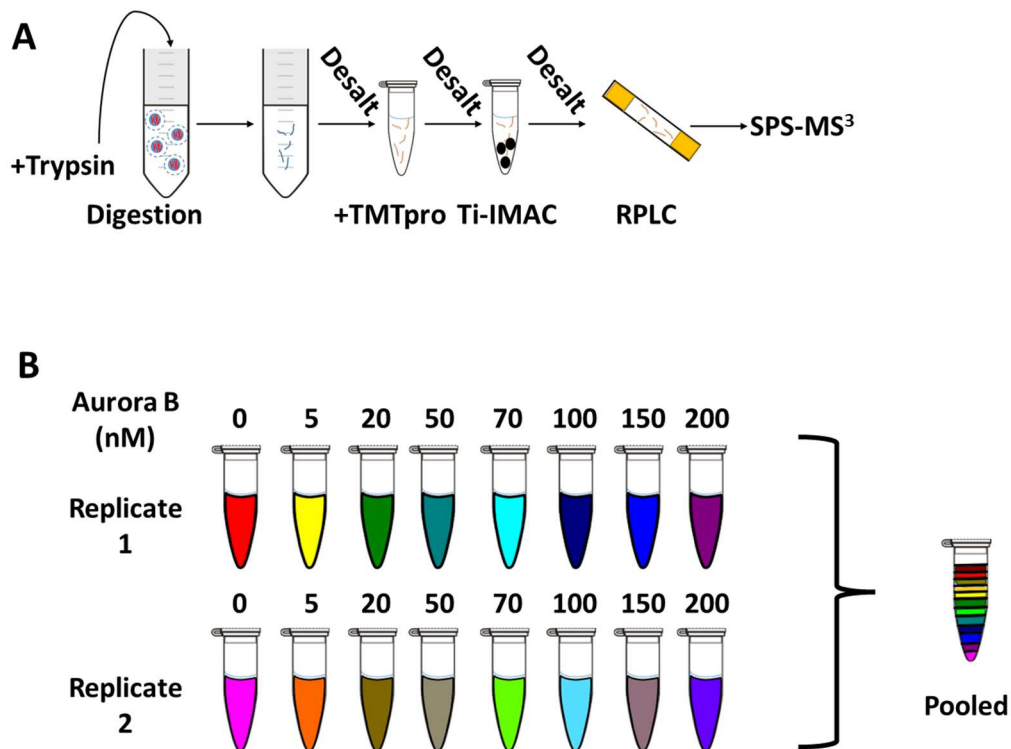 A
Desalt
Desalt
Desalt
+Trypsin
SPS-MS³
Digestion
+TMTpro
Ti-IMAC
RPLC
B
Aurora B
(nM)
0 5 20 50 70 100 150 200
Replicate
1
0 5 20 50 70 100 150 200
Replicate
2
Pooled